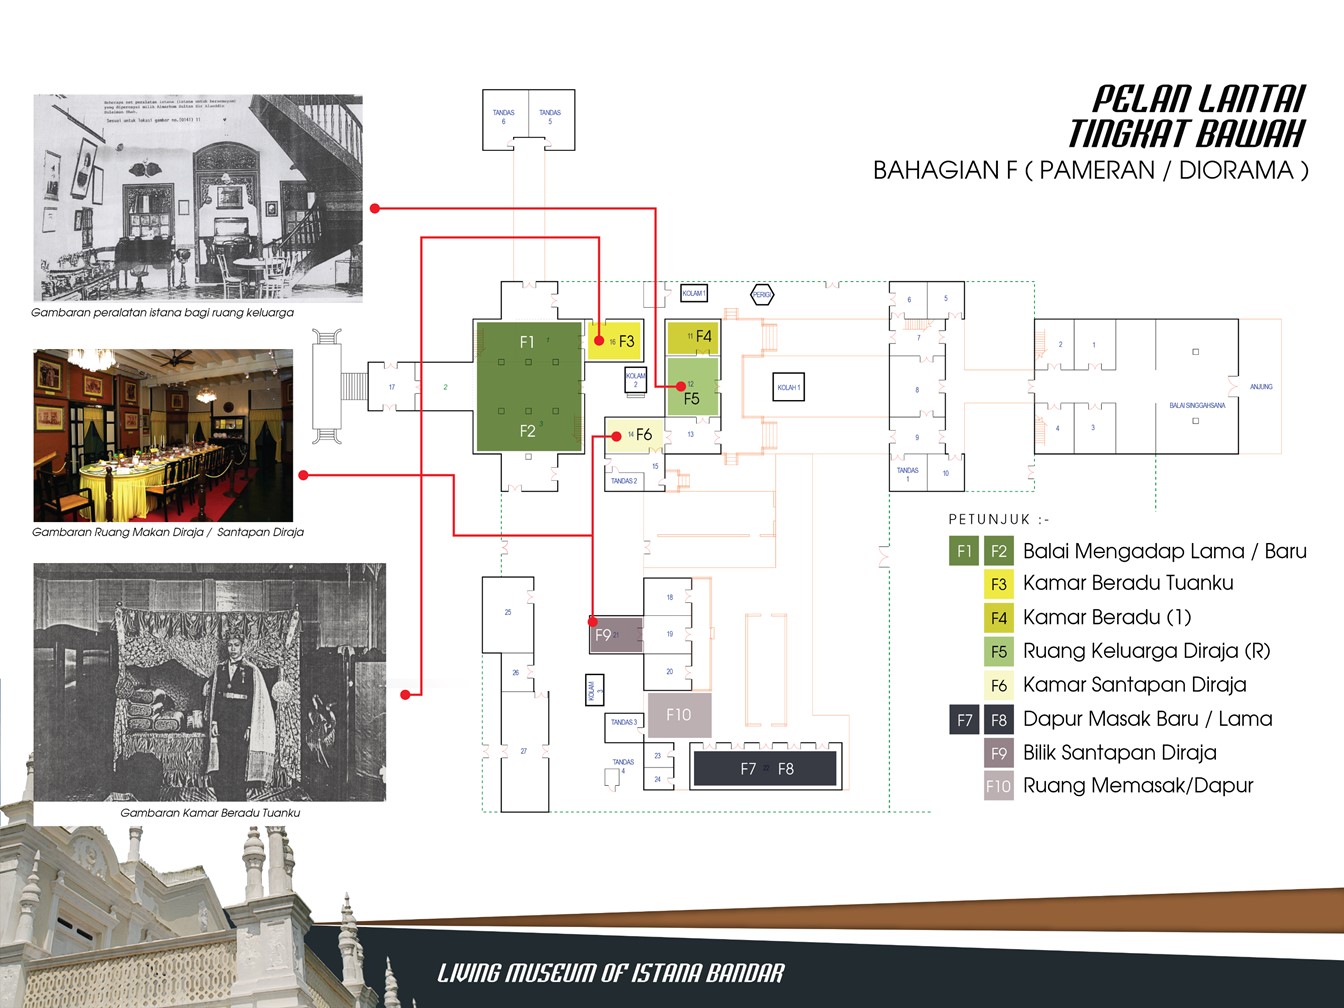 PELAN LANTAI
TINGKAT BAWAH
BAHAGIAN F ( PAMERAN / DIORAMA )
Gambaran peralatan istana bagi ruang keluarga
Gambaran Ruang Makan Diraja / Santapan Diraja
Gambaran Kamar Beradu Tuanku
TANDAS 6
TANDAS 5
KOLAM 1
PERIGI
6
5
F1
16 F3
11 F4
7
2
1
KOLAM 2
12
F5
17
2
KOLAH 1
8
ANJUNG
BALAI SINGGAHSANA
F2
14 F6
13
9
4
3
15
TANDAS 2
TANDAS 1
10
PETUNJUK :-
F1 F2 Balai Mengadap Lama / Baru
F3 Kamar Beradu Tuanku
F4 Kamar Beradu (1)
F5 Ruang Keluarga Diraja (R)
F6 Kamar Santapan Diraja
F7 F8 Dapur Masak Baru / Lama
F9 Bilik Santapan Diraja
F10 Ruang Memasak/Dapur
18
25
F9 21
19
26
20
KOLAM
F10
TANDAS 3
27
23
TANDAS 4
24
F7 F8
LIVING MUSEUM OF ISTANA BANDAR